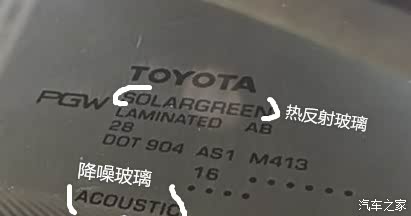 TOYOTA
PGW SOLARGREEN 热反射玻璃
LAMINATED AB
28
DOT 904 AS1 M413
16
降噪玻璃
ACOUSTIC
汽车之家